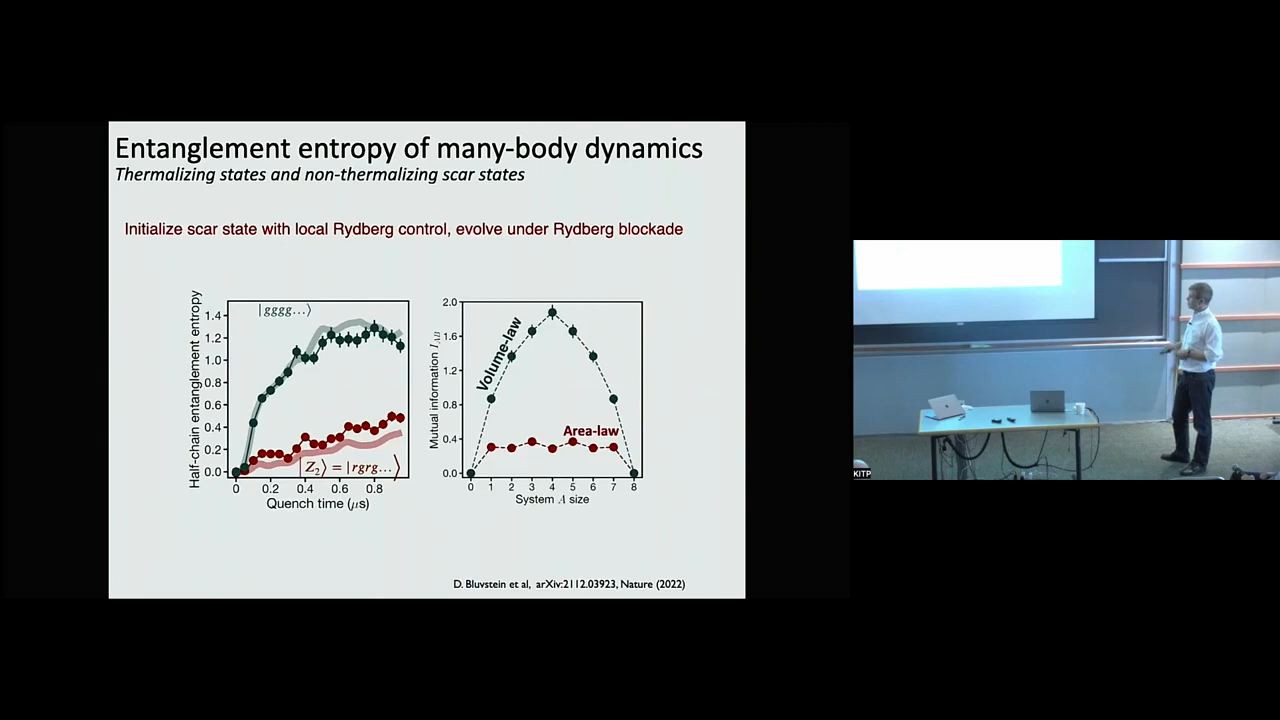 Entanglement entropy of many-body dynamics
Thermalizing states and non-thermalizing scar states
Initialize scar state with local Rydberg control, evolve under Rydberg blockade
Half-chain entanglement entropy
1.4
1.2
1.0
0.8
0.6
0.4
0.2
0.0
|gggg...⟩
|Z₂⟩ = |rgrg...⟩
0 0.2 0.4 0.6 0.8
Quench time (μs)
Mutual information I_AB
2.0
1.6
1.2
0.8
0.4
0.0
Volume-law
Area-law
0 1 2 3 4 5 6 7 8
System A size
D. Bluvstein et al, arXiv:2112.03923, Nature (2022)
KITP